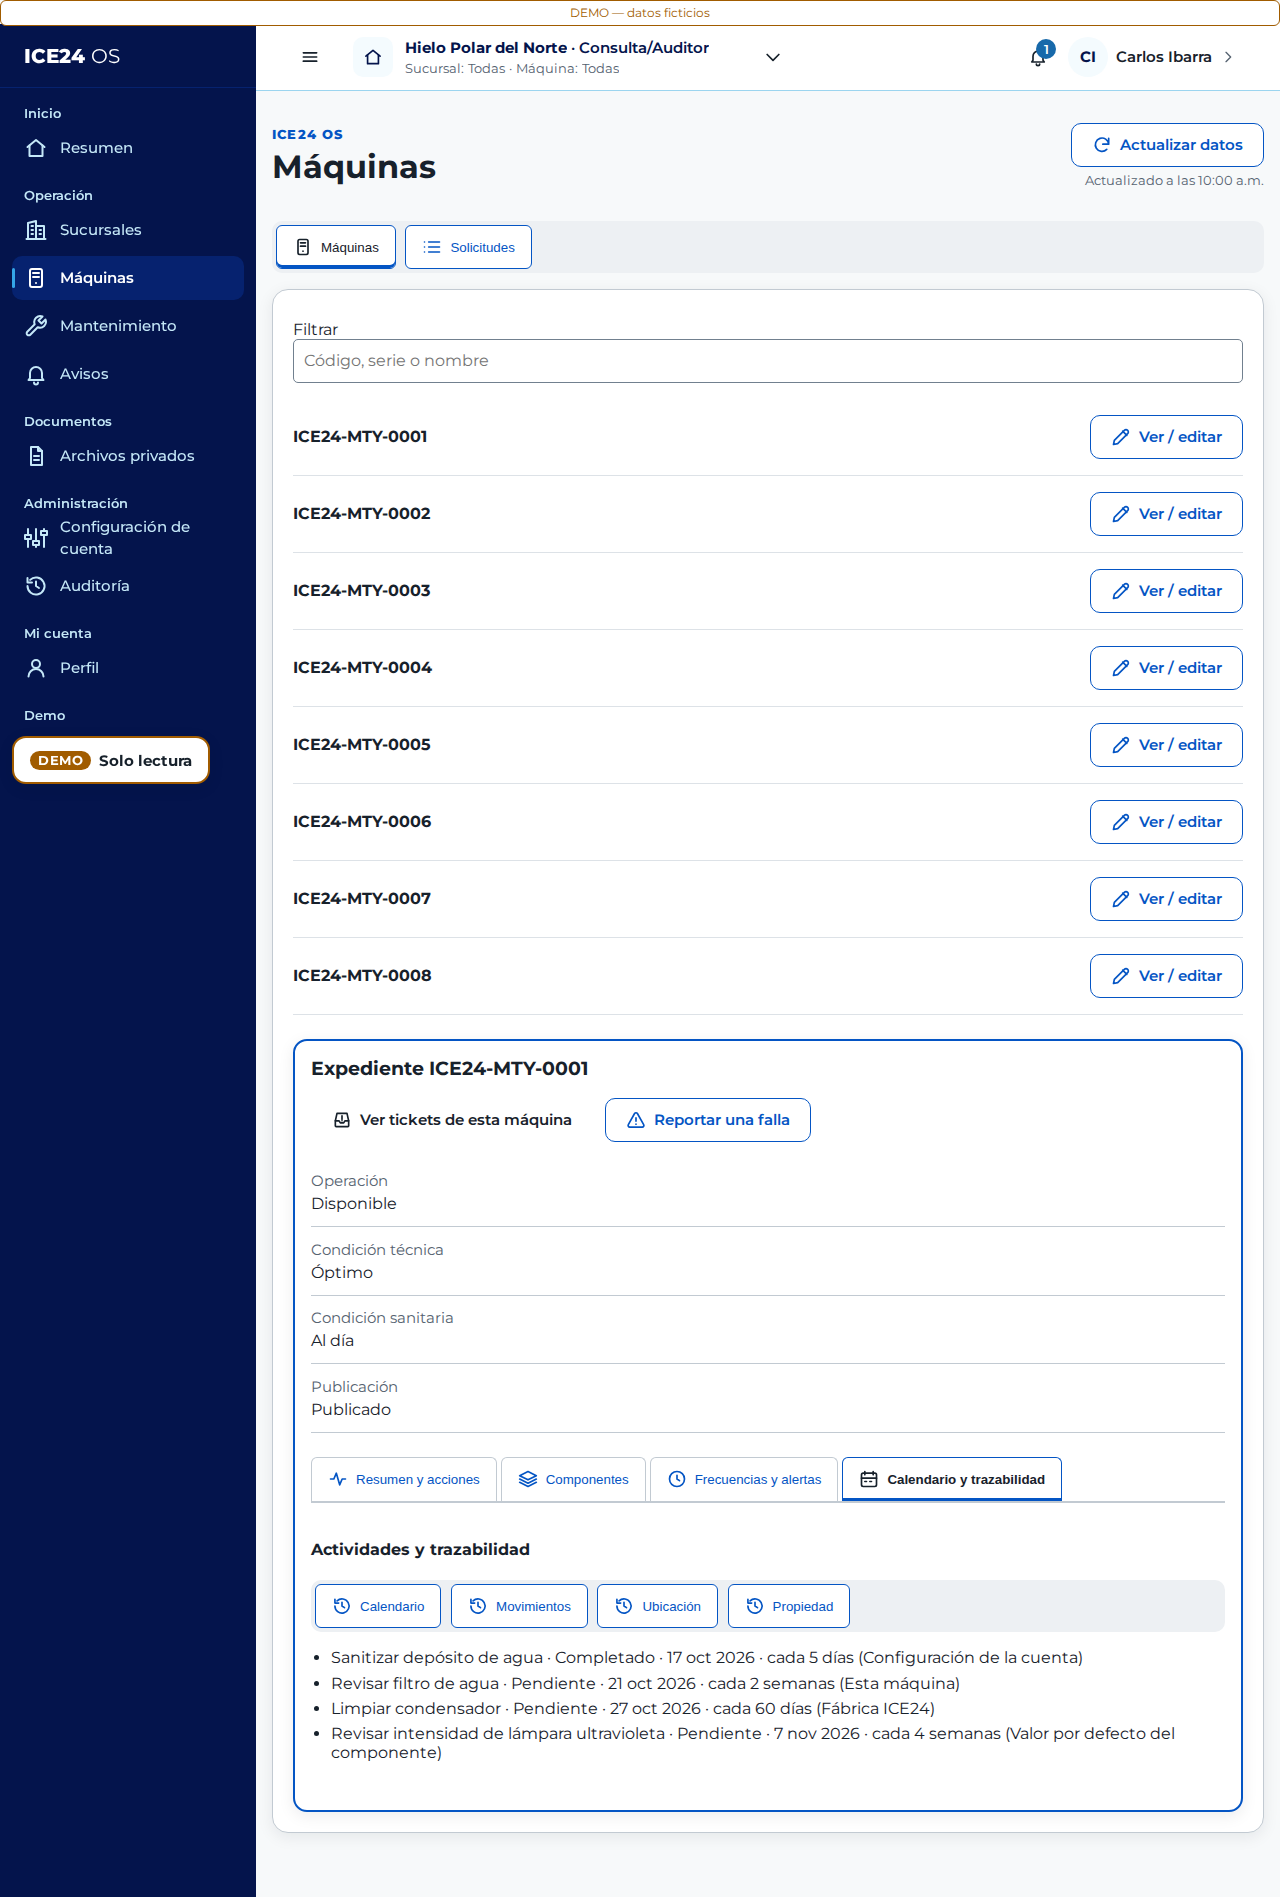 DEMO — datos ficticios
ICE24 OS
Hielo Polar del Norte · Consulta/Auditor
Sucursal: Todas · Máquina: Todas
1
CI
Carlos Ibarra
Inicio
Resumen
Operación
Sucursales
Máquinas
Mantenimiento
Avisos
Documentos
Archivos privados
Administración
Configuración de
cuenta
Auditoría
Mi cuenta
Perfil
Demo
DEMO Solo lectura
ICE24 OS
Máquinas
Actualizar datos
Actualizado a las 10:00 a.m.
Máquinas
Solicitudes
Filtrar
Código, serie o nombre
ICE24-MTY-0001
Ver / editar
ICE24-MTY-0002
Ver / editar
ICE24-MTY-0003
Ver / editar
ICE24-MTY-0004
Ver / editar
ICE24-MTY-0005
Ver / editar
ICE24-MTY-0006
Ver / editar
ICE24-MTY-0007
Ver / editar
ICE24-MTY-0008
Ver / editar
Expediente ICE24-MTY-0001
Ver tickets de esta máquina
Reportar una falla
Operación
Disponible
Condición técnica
Óptimo
Condición sanitaria
Al día
Publicación
Publicado
Resumen y acciones
Componentes
Frecuencias y alertas
Calendario y trazabilidad
Actividades y trazabilidad
Calendario
Movimientos
Ubicación
Propiedad
• Sanitizar depósito de agua · Completado · 17 oct 2026 · cada 5 días (Configuración de la cuenta)
• Revisar filtro de agua · Pendiente · 21 oct 2026 · cada 2 semanas (Esta máquina)
• Limpiar condensador · Pendiente · 27 oct 2026 · cada 60 días (Fábrica ICE24)
• Revisar intensidad de lámpara ultravioleta · Pendiente · 7 nov 2026 · cada 4 semanas (Valor por defecto del
componente)